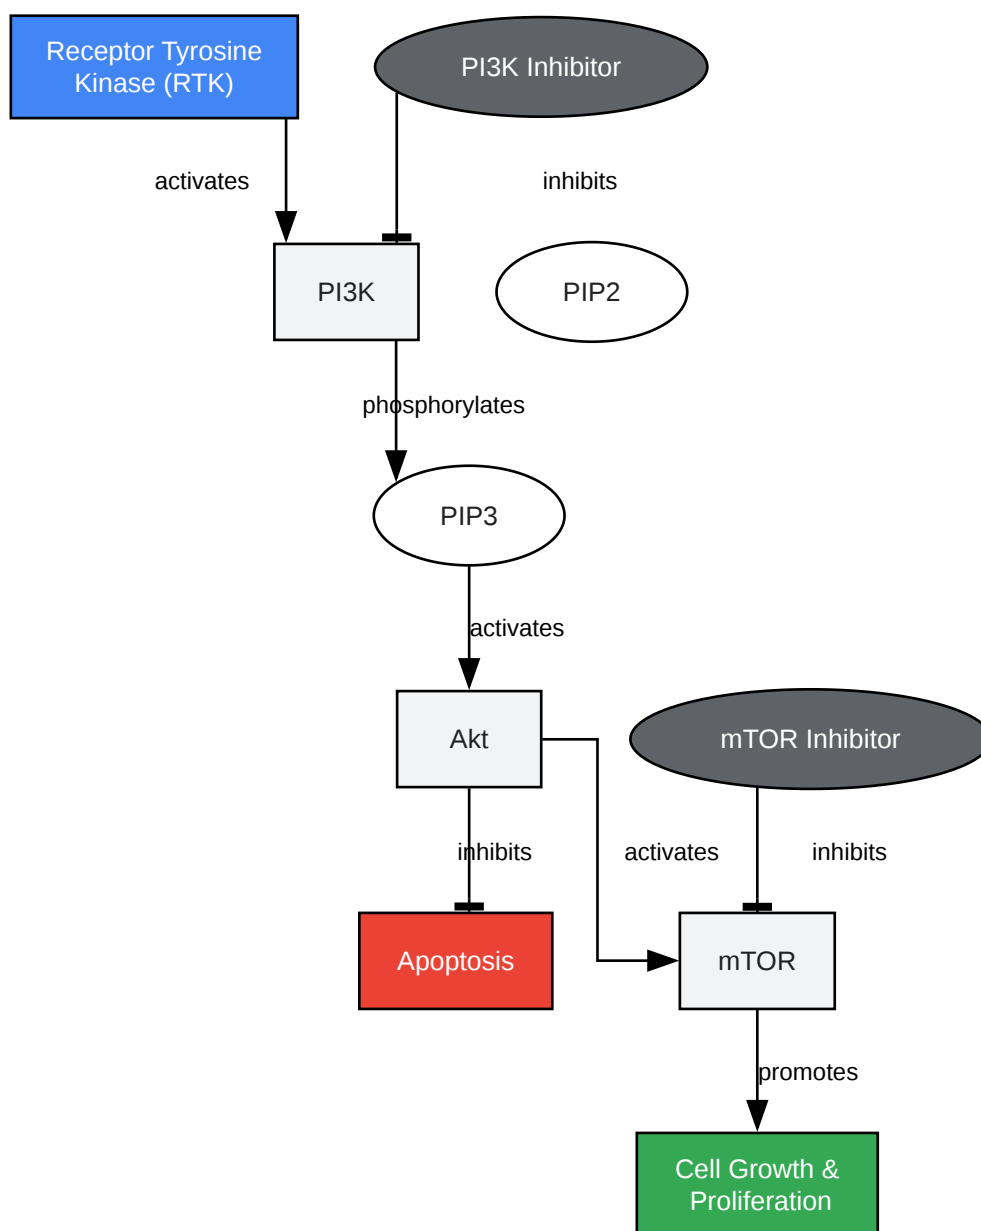 Receptor Tyrosine
Kinase (RTK)
PI3K Inhibitor
activates
inhibits
PI3K
PIP2
phosphorylates
PIP3
activates
Akt
mTOR Inhibitor
inhibits
activates
inhibits
Apoptosis
mTOR
promotes
Cell Growth &
Proliferation